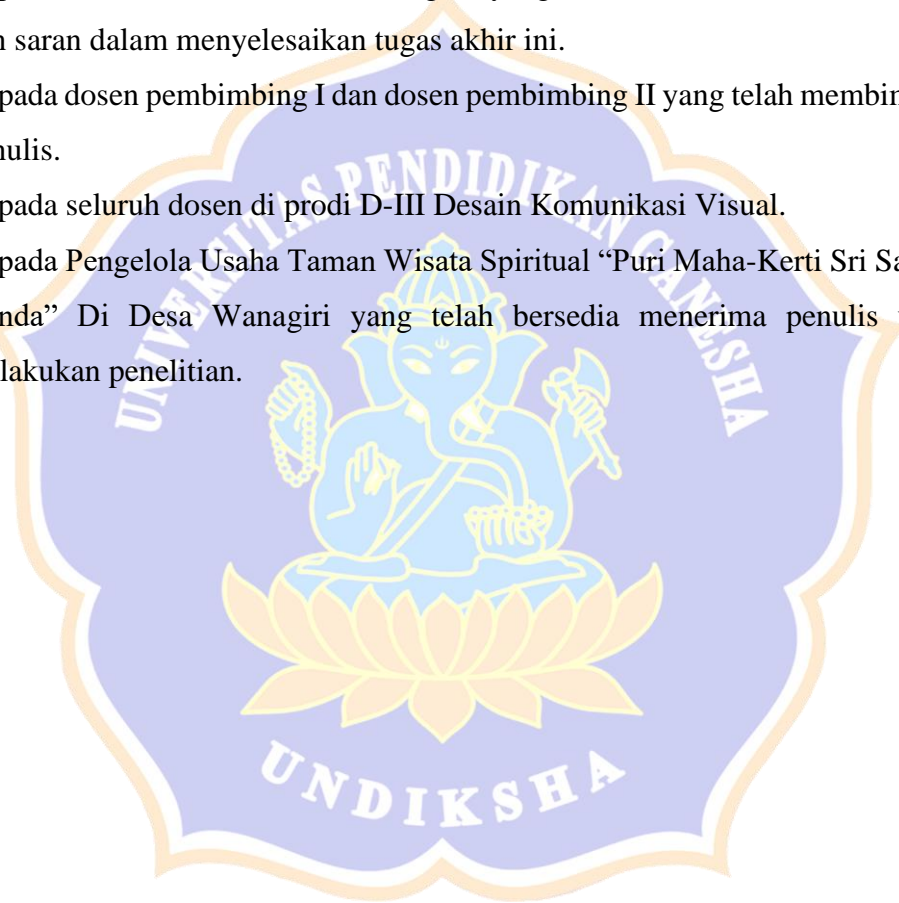 n saran dalam menyelesaikan tugas akhir ini.
pada dosen pembimbing I dan dosen pembimbing II yang telah membim
nulis.
pada seluruh dosen di prodi D-III Desain Komunikasi Visual.
pada Pengelola Usaha Taman Wisata Spiritual “Puri Maha-Kerti Sri Sa
nda” Di Desa Wanagiri yang telah bersedia menerima penulis
lakukan penelitian.
UNIVERSITAS PENDIDIKAN GANESHA
UNDIKSHA